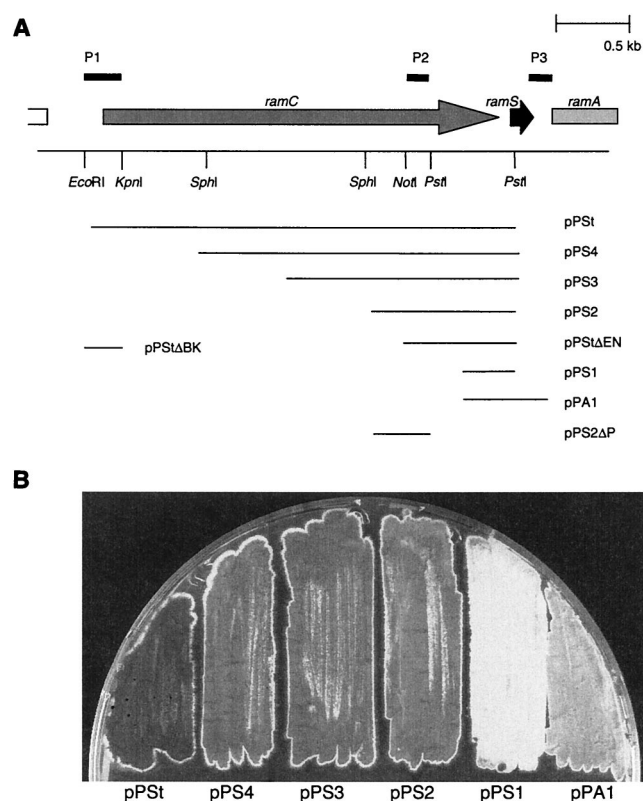 A
P1 P2 P3 0.5 kb
ramC ramS ramA
EcoRI KpnI SphI SphI NotI PstI PstI
pPSt
pPS4
pPS3
pPS2
pPStΔBK pPStΔEN
pPS1
pPA1
pPS2ΔP
B
pPSt pPS4 pPS3 pPS2 pPS1 pPA1